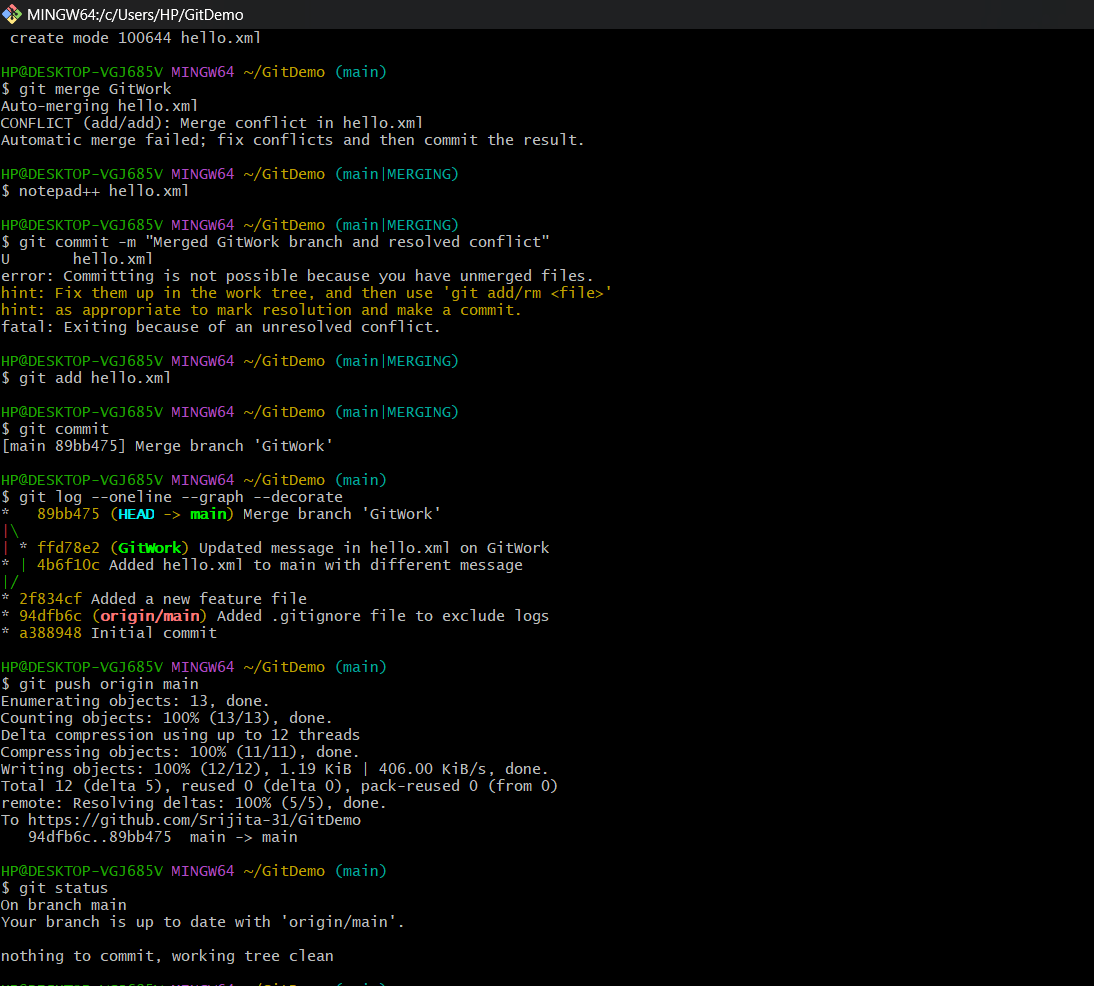 MINGW64:/c/Users/HP/GitDemo
 create mode 100644 hello.xml
HP@DESKTOP-VGJ685V MINGW64 ~/GitDemo (main)
$ git merge GitWork
Auto-merging hello.xml
CONFLICT (add/add): Merge conflict in hello.xml
Automatic merge failed; fix conflicts and then commit the result.
HP@DESKTOP-VGJ685V MINGW64 ~/GitDemo (main|MERGING)
$ notepad++ hello.xml
HP@DESKTOP-VGJ685V MINGW64 ~/GitDemo (main|MERGING)
$ git commit -m "Merged GitWork branch and resolved conflict"
U       hello.xml
error: Committing is not possible because you have unmerged files.
hint: Fix them up in the work tree, and then use 'git add/rm <file>'
hint: as appropriate to mark resolution and make a commit.
fatal: Exiting because of an unresolved conflict.
HP@DESKTOP-VGJ685V MINGW64 ~/GitDemo (main|MERGING)
$ git add hello.xml
HP@DESKTOP-VGJ685V MINGW64 ~/GitDemo (main|MERGING)
$ git commit
[main 89bb475] Merge branch 'GitWork'
HP@DESKTOP-VGJ685V MINGW64 ~/GitDemo (main)
$ git log --oneline --graph --decorate
*   89bb475 (HEAD -> main) Merge branch 'GitWork'
|\
| * ffd78e2 (GitWork) Updated message in hello.xml on GitWork
* | 4b6f10c Added hello.xml to main with different message
|/
* 2f834cf Added a new feature file
* 94dfb6c (origin/main) Added .gitignore file to exclude logs
* a388948 Initial commit
HP@DESKTOP-VGJ685V MINGW64 ~/GitDemo (main)
$ git push origin main
Enumerating objects: 13, done.
Counting objects: 100% (13/13), done.
Delta compression using up to 12 threads
Compressing objects: 100% (11/11), done.
Writing objects: 100% (12/12), 1.19 KiB | 406.00 KiB/s, done.
Total 12 (delta 5), reused 0 (delta 0), pack-reused 0 (from 0)
remote: Resolving deltas: 100% (5/5), done.
To https://github.com/Srijita-31/GitDemo
   94dfb6c..89bb475  main -> main
HP@DESKTOP-VGJ685V MINGW64 ~/GitDemo (main)
$ git status
On branch main
Your branch is up to date with 'origin/main'.
nothing to commit, working tree clean